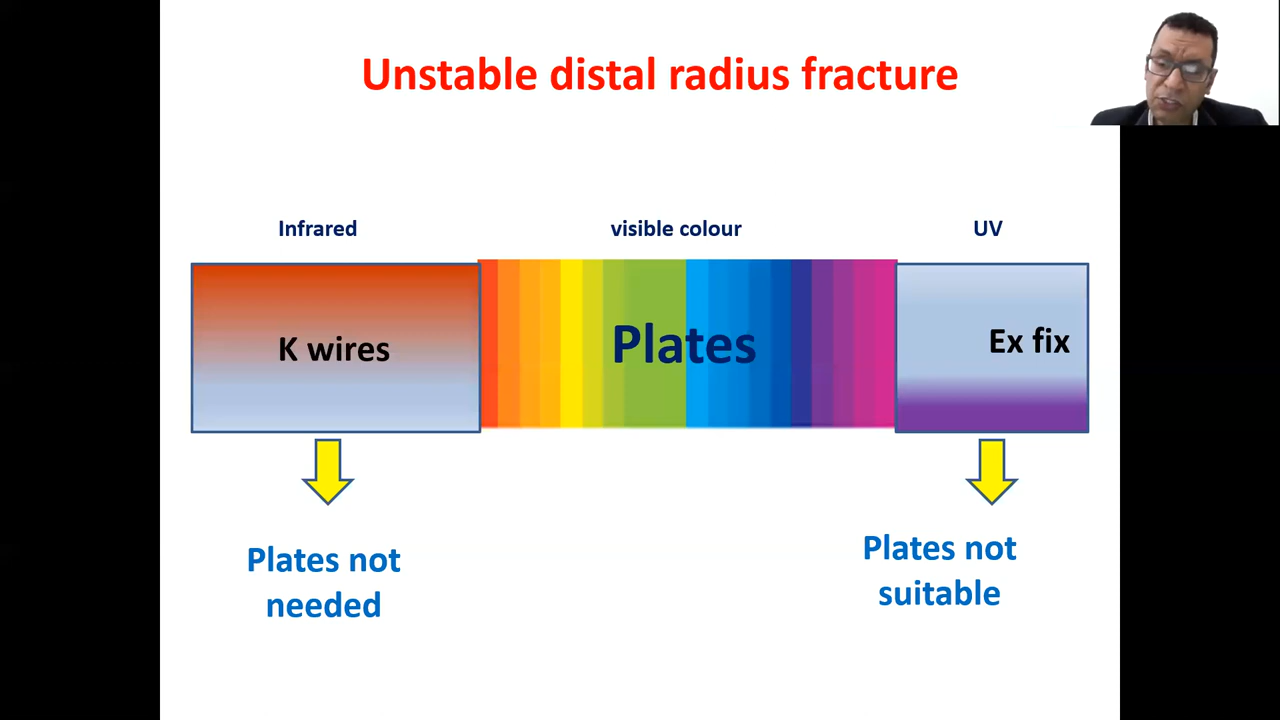 Unstable distal radius fracture
Infrared
visible colour
UV
K wires
Plates
Ex fix
Plates not
needed
Plates not
suitable